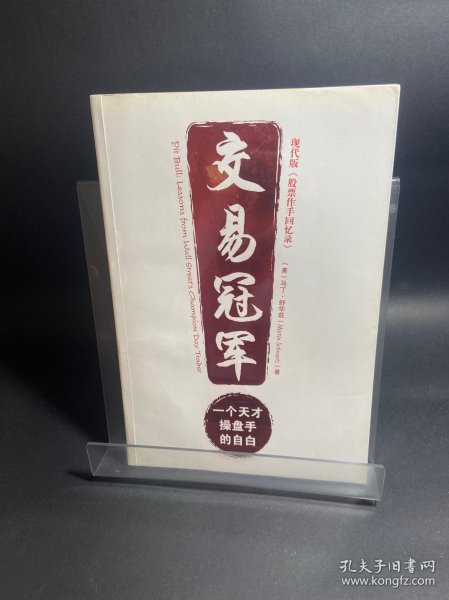 现代版《股票作手回忆录》
（美）马丁·舒华兹（Martin Schwartz）著
交易冠军
Pit Bull: Lessons from Wall Street's Champion Day Trader
一个天才
操盘手
的自白
孔夫子旧书网
www.kongfz.com